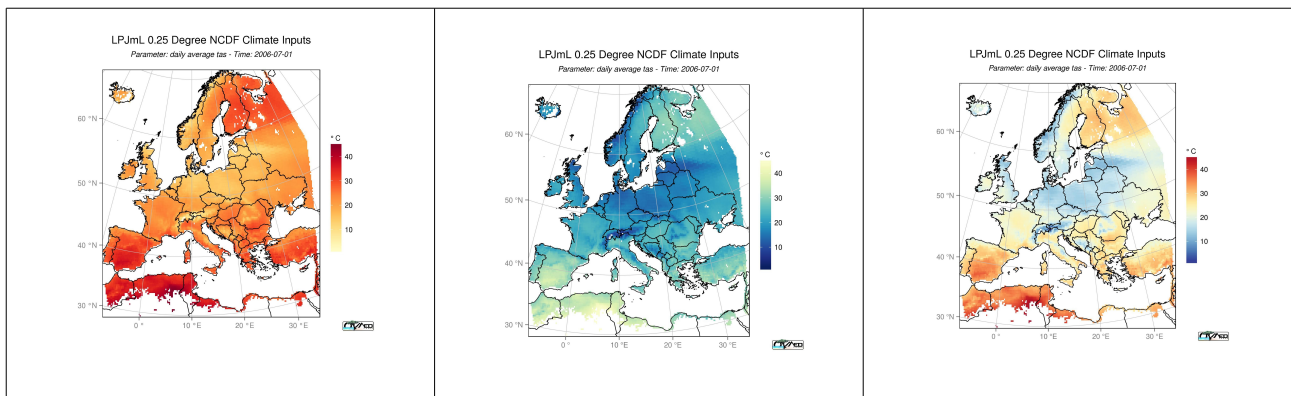 LPJmL 0.25 Degree NCDF Climate Inputs
Parameter: daily average tas - Time: 2006-07-01
60 °N
50 °N
40 °N
30 °N
0 °
10 °E
20 °E
30 °E
° C
40
30
20
10
LPJmL 0.25 Degree NCDF Climate Inputs
Parameter: daily average tas - Time: 2006-07-01
60 °N
50 °N
40 °N
30 °N
0 °
10 °E
20 °E
30 °E
° C
40
30
20
10
LPJmL 0.25 Degree NCDF Climate Inputs
Parameter: daily average tas - Time: 2006-07-01
60 °N
50 °N
40 °N
30 °N
0 °
10 °E
20 °E
30 °E
° C
40
30
20
10